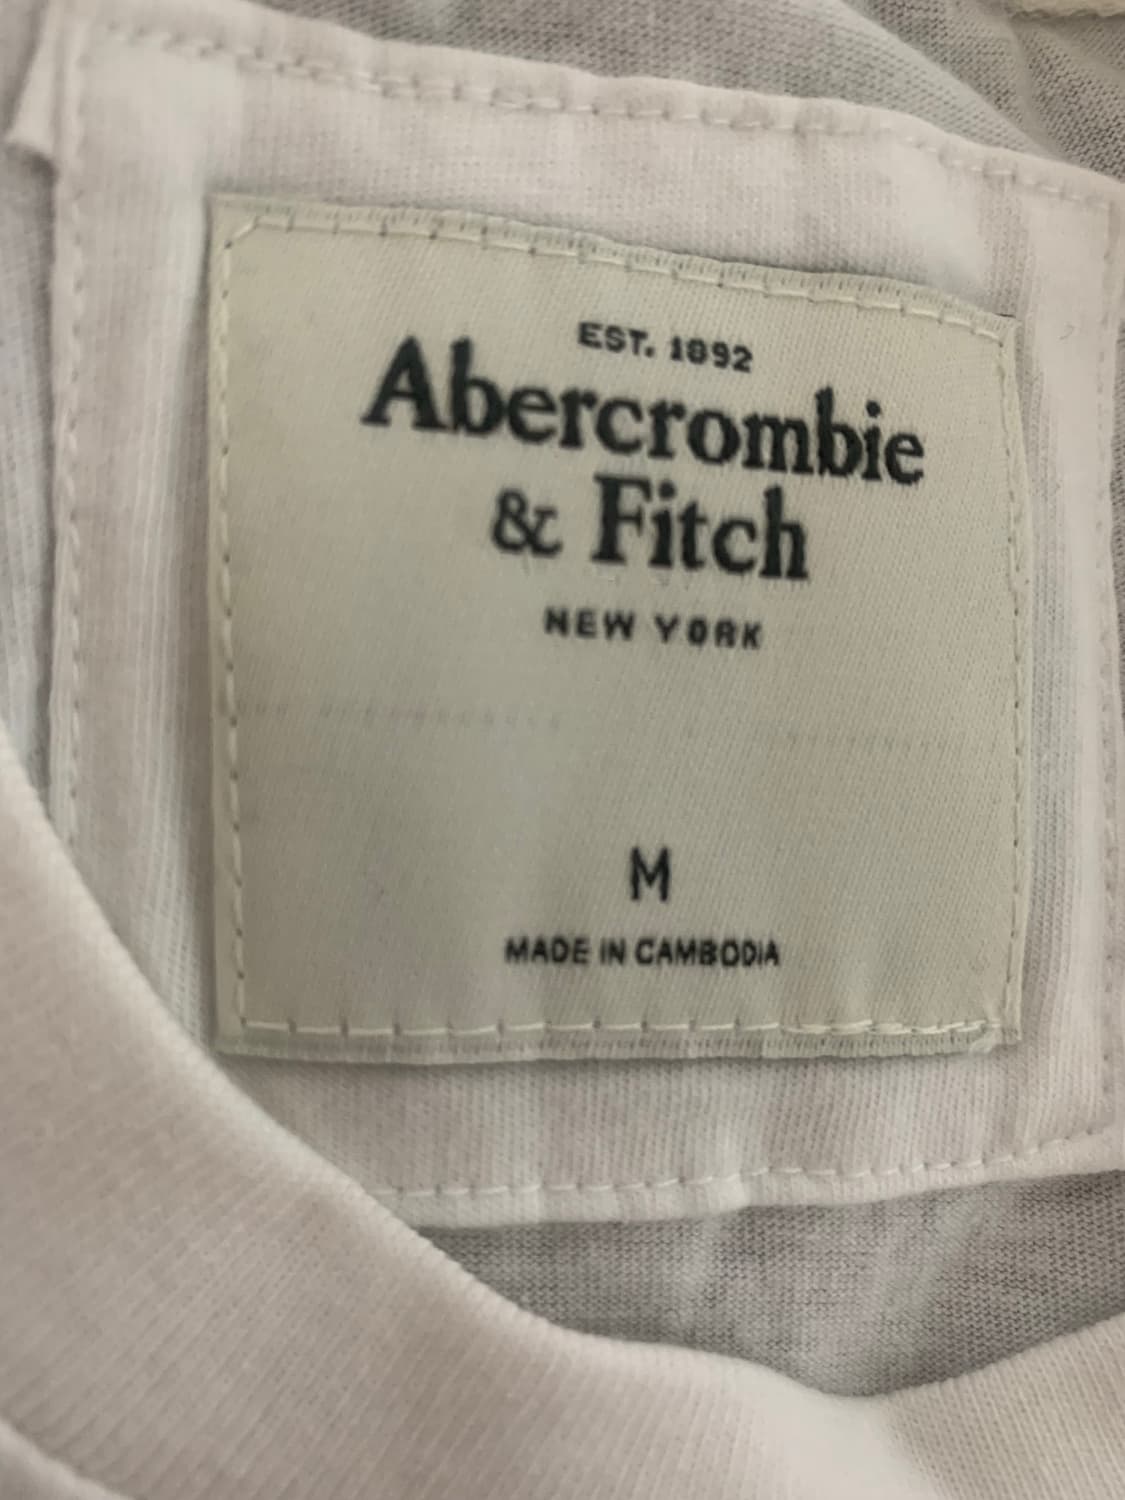 EST. 1892
Abercrombie
& Fitch
NEW YORK
M
MADE IN CAMBODIA